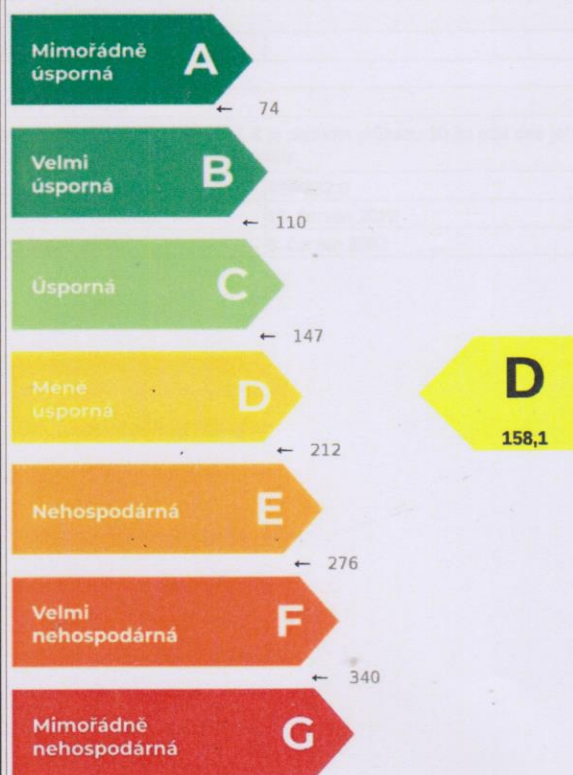 Mimořádně
úsporná
A
← 74
Velmi
úsporná
B
← 110
Úsporná
C
← 147
Méně
úsporná
D
D
158,1
← 212
Nehospodárná
E
← 276
Velmi
nehospodárná
F
← 340
Mimořádně
nehospodárná
G